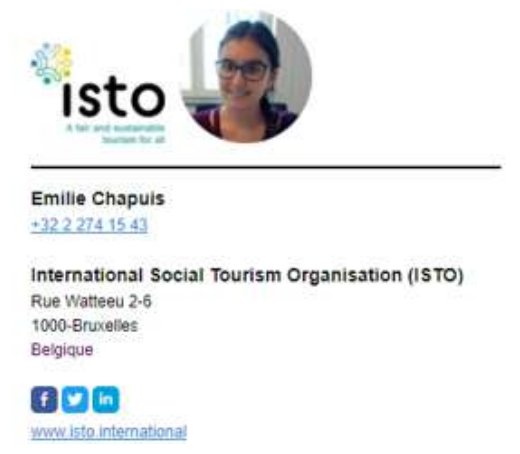 isto
A fair and sustainable
tourism for all
Emilie Chapuis
+32 2 274 15 43
International Social Tourism Organisation (ISTO)
Rue Watteeu 2-6
1000-Bruxelles
Belgique
f in
www.isto.international